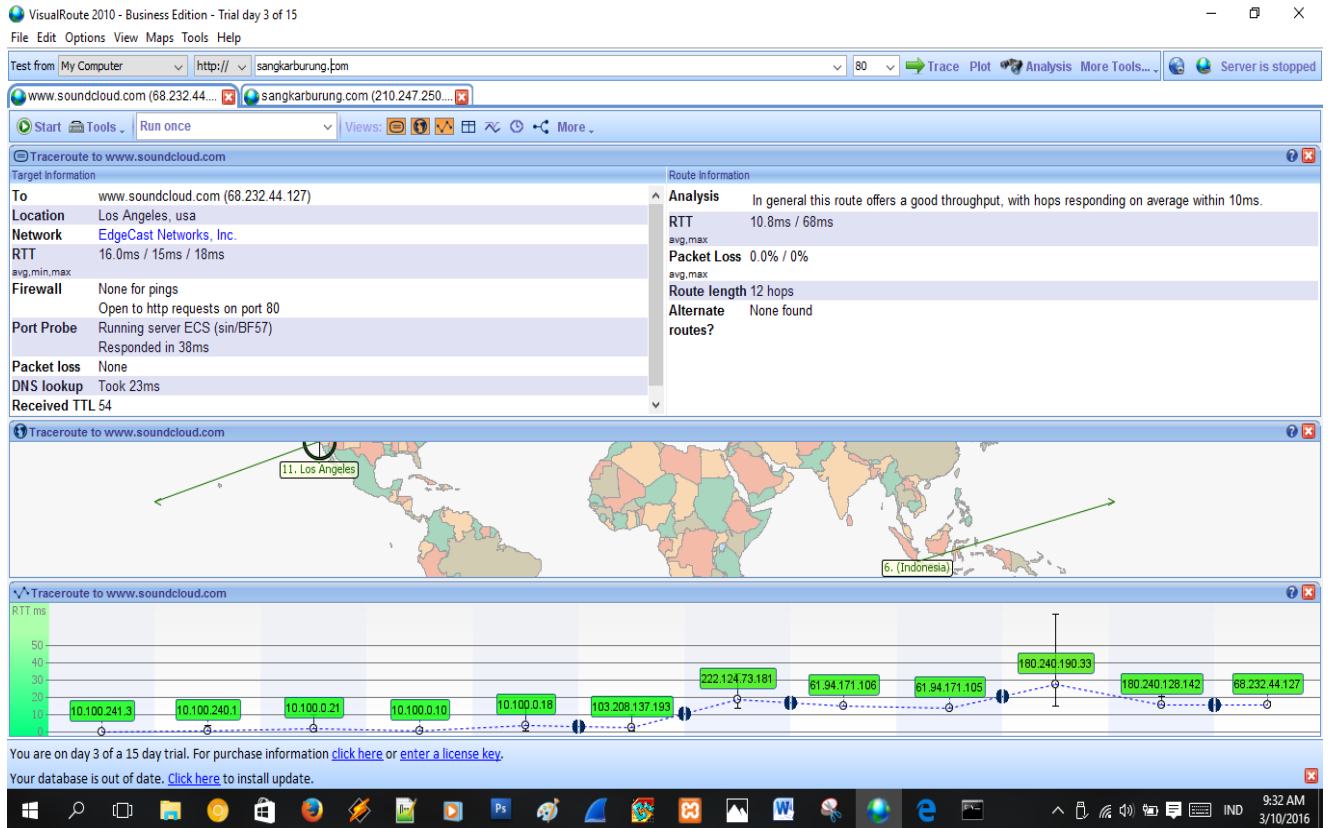 VisualRoute 2010 - Business Edition - Trial day 3 of 15
File Edit Options View Maps Tools Help
Test from My Computer http:// sangkarburung.com 80 Trace Plot Analysis More Tools... Server is stopped
www.soundcloud.com (68.232.44.... sangkarburung.com (210.247.250....
Start Tools Run once Views: More
Traceroute to www.soundcloud.com
Target Information
To www.soundcloud.com (68.232.44.127)
Location Los Angeles, usa
Network EdgeCast Networks, Inc.
RTT 16.0ms / 15ms / 18ms
avg,min,max
Firewall None for pings
Open to http requests on port 80
Port Probe Running server ECS (sin/BF57)
Responded in 38ms
Packet loss None
DNS lookup Took 23ms
Received TTL 54
Route Information
Analysis In general this route offers a good throughput, with hops responding on average within 10ms.
RTT 10.8ms / 68ms
avg,max
Packet Loss 0.0% / 0%
avg,max
Route length 12 hops
Alternate None found
routes?
Traceroute to www.soundcloud.com
11. Los Angeles
6. (Indonesia)
Traceroute to www.soundcloud.com
RTT ms
50
40
30
20
10
0
10.100.241.3
10.100.240.1
10.100.0.21
10.100.0.10
10.100.0.18
103.208.137.193
222.124.73.181
61.94.171.106
61.94.171.105
180.240.190.33
180.240.128.142
68.232.44.127
You are on day 3 of a 15 day trial. For purchase information click here or enter a license key.
Your database is out of date. Click here to install update.
Ps
W
IND
9:32 AM
3/10/2016